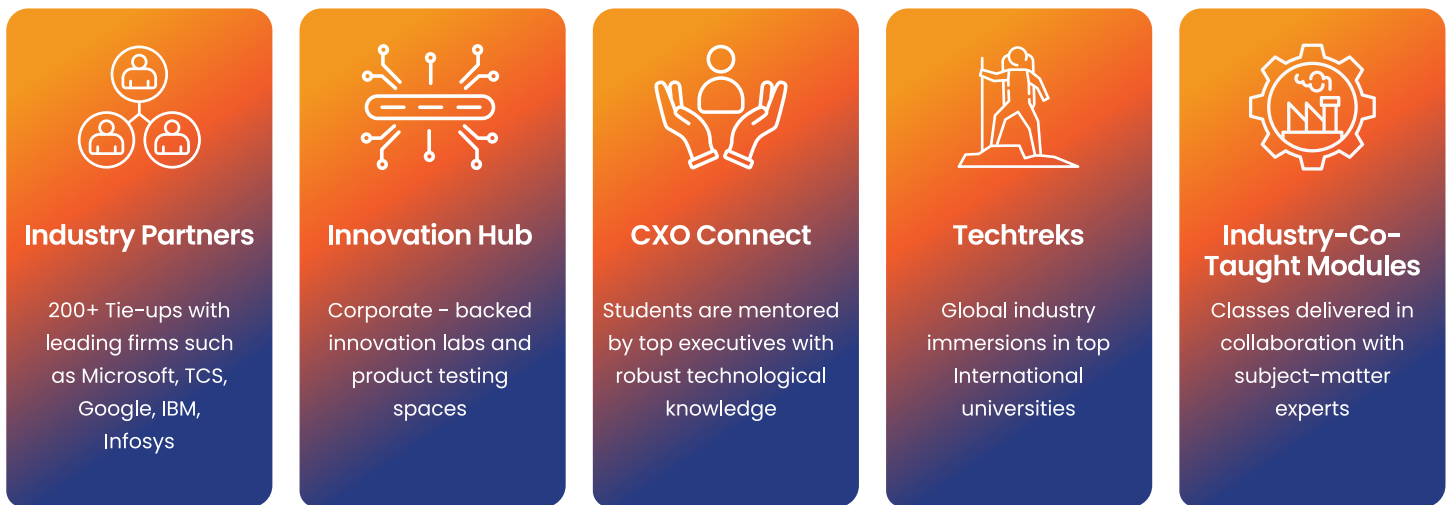 Industry Partners
200+ Tie-ups with
leading firms such
as Microsoft, TCS,
Google, IBM,
Infosys
Innovation Hub
Corporate - backed
innovation labs and
product testing
spaces
CXO Connect
Students are mentored
by top executives with
robust technological
knowledge
Techtreks
Global industry
immersions in top
International
universities
Industry-Co-
Taught Modules
Classes delivered in
collaboration with
subject-matter
experts